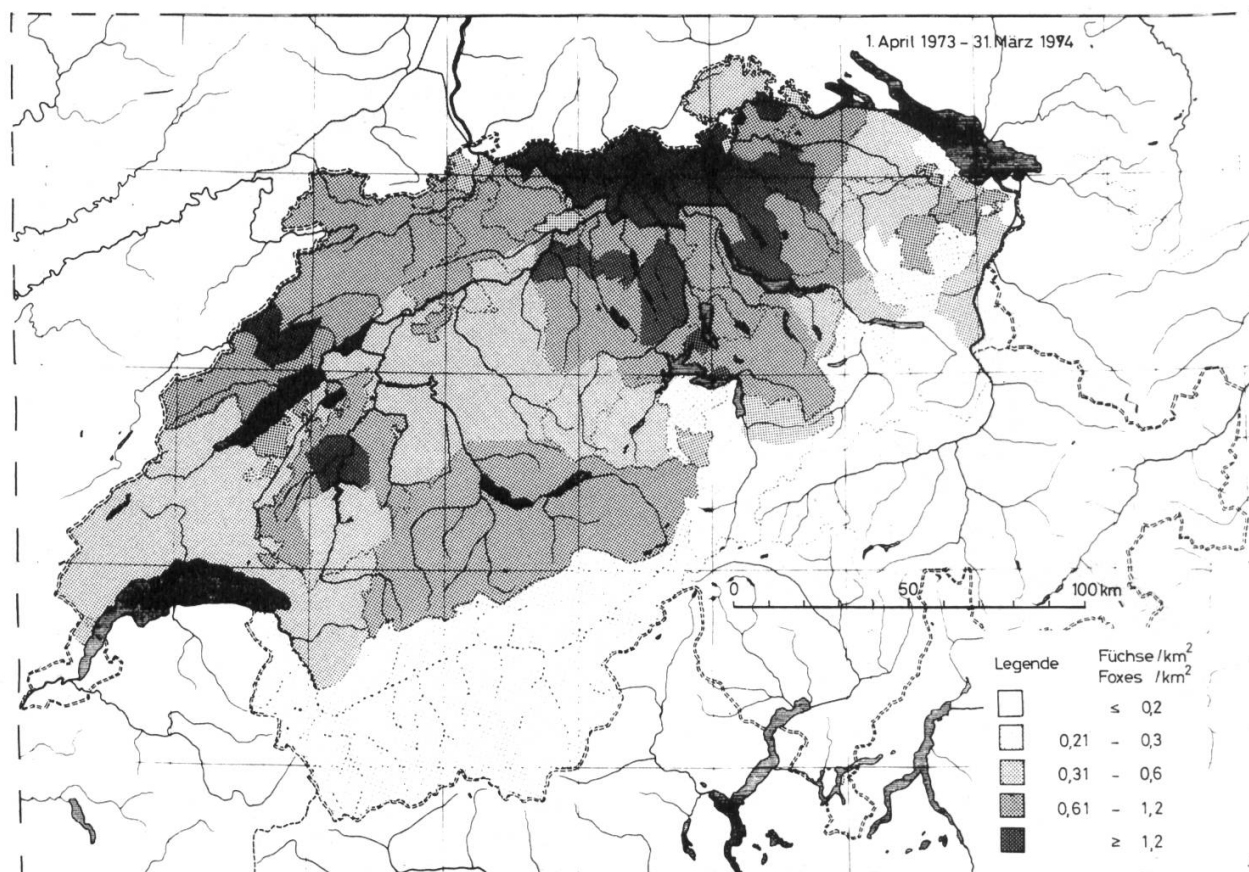 1. April 1973 – 31. März 1974
0 50 100 km
Legende Füchse/km²
Foxes /km²
≤ 0,2
0,21 – 0,3
0,31 – 0,6
0,61 – 1,2
≥ 1,2